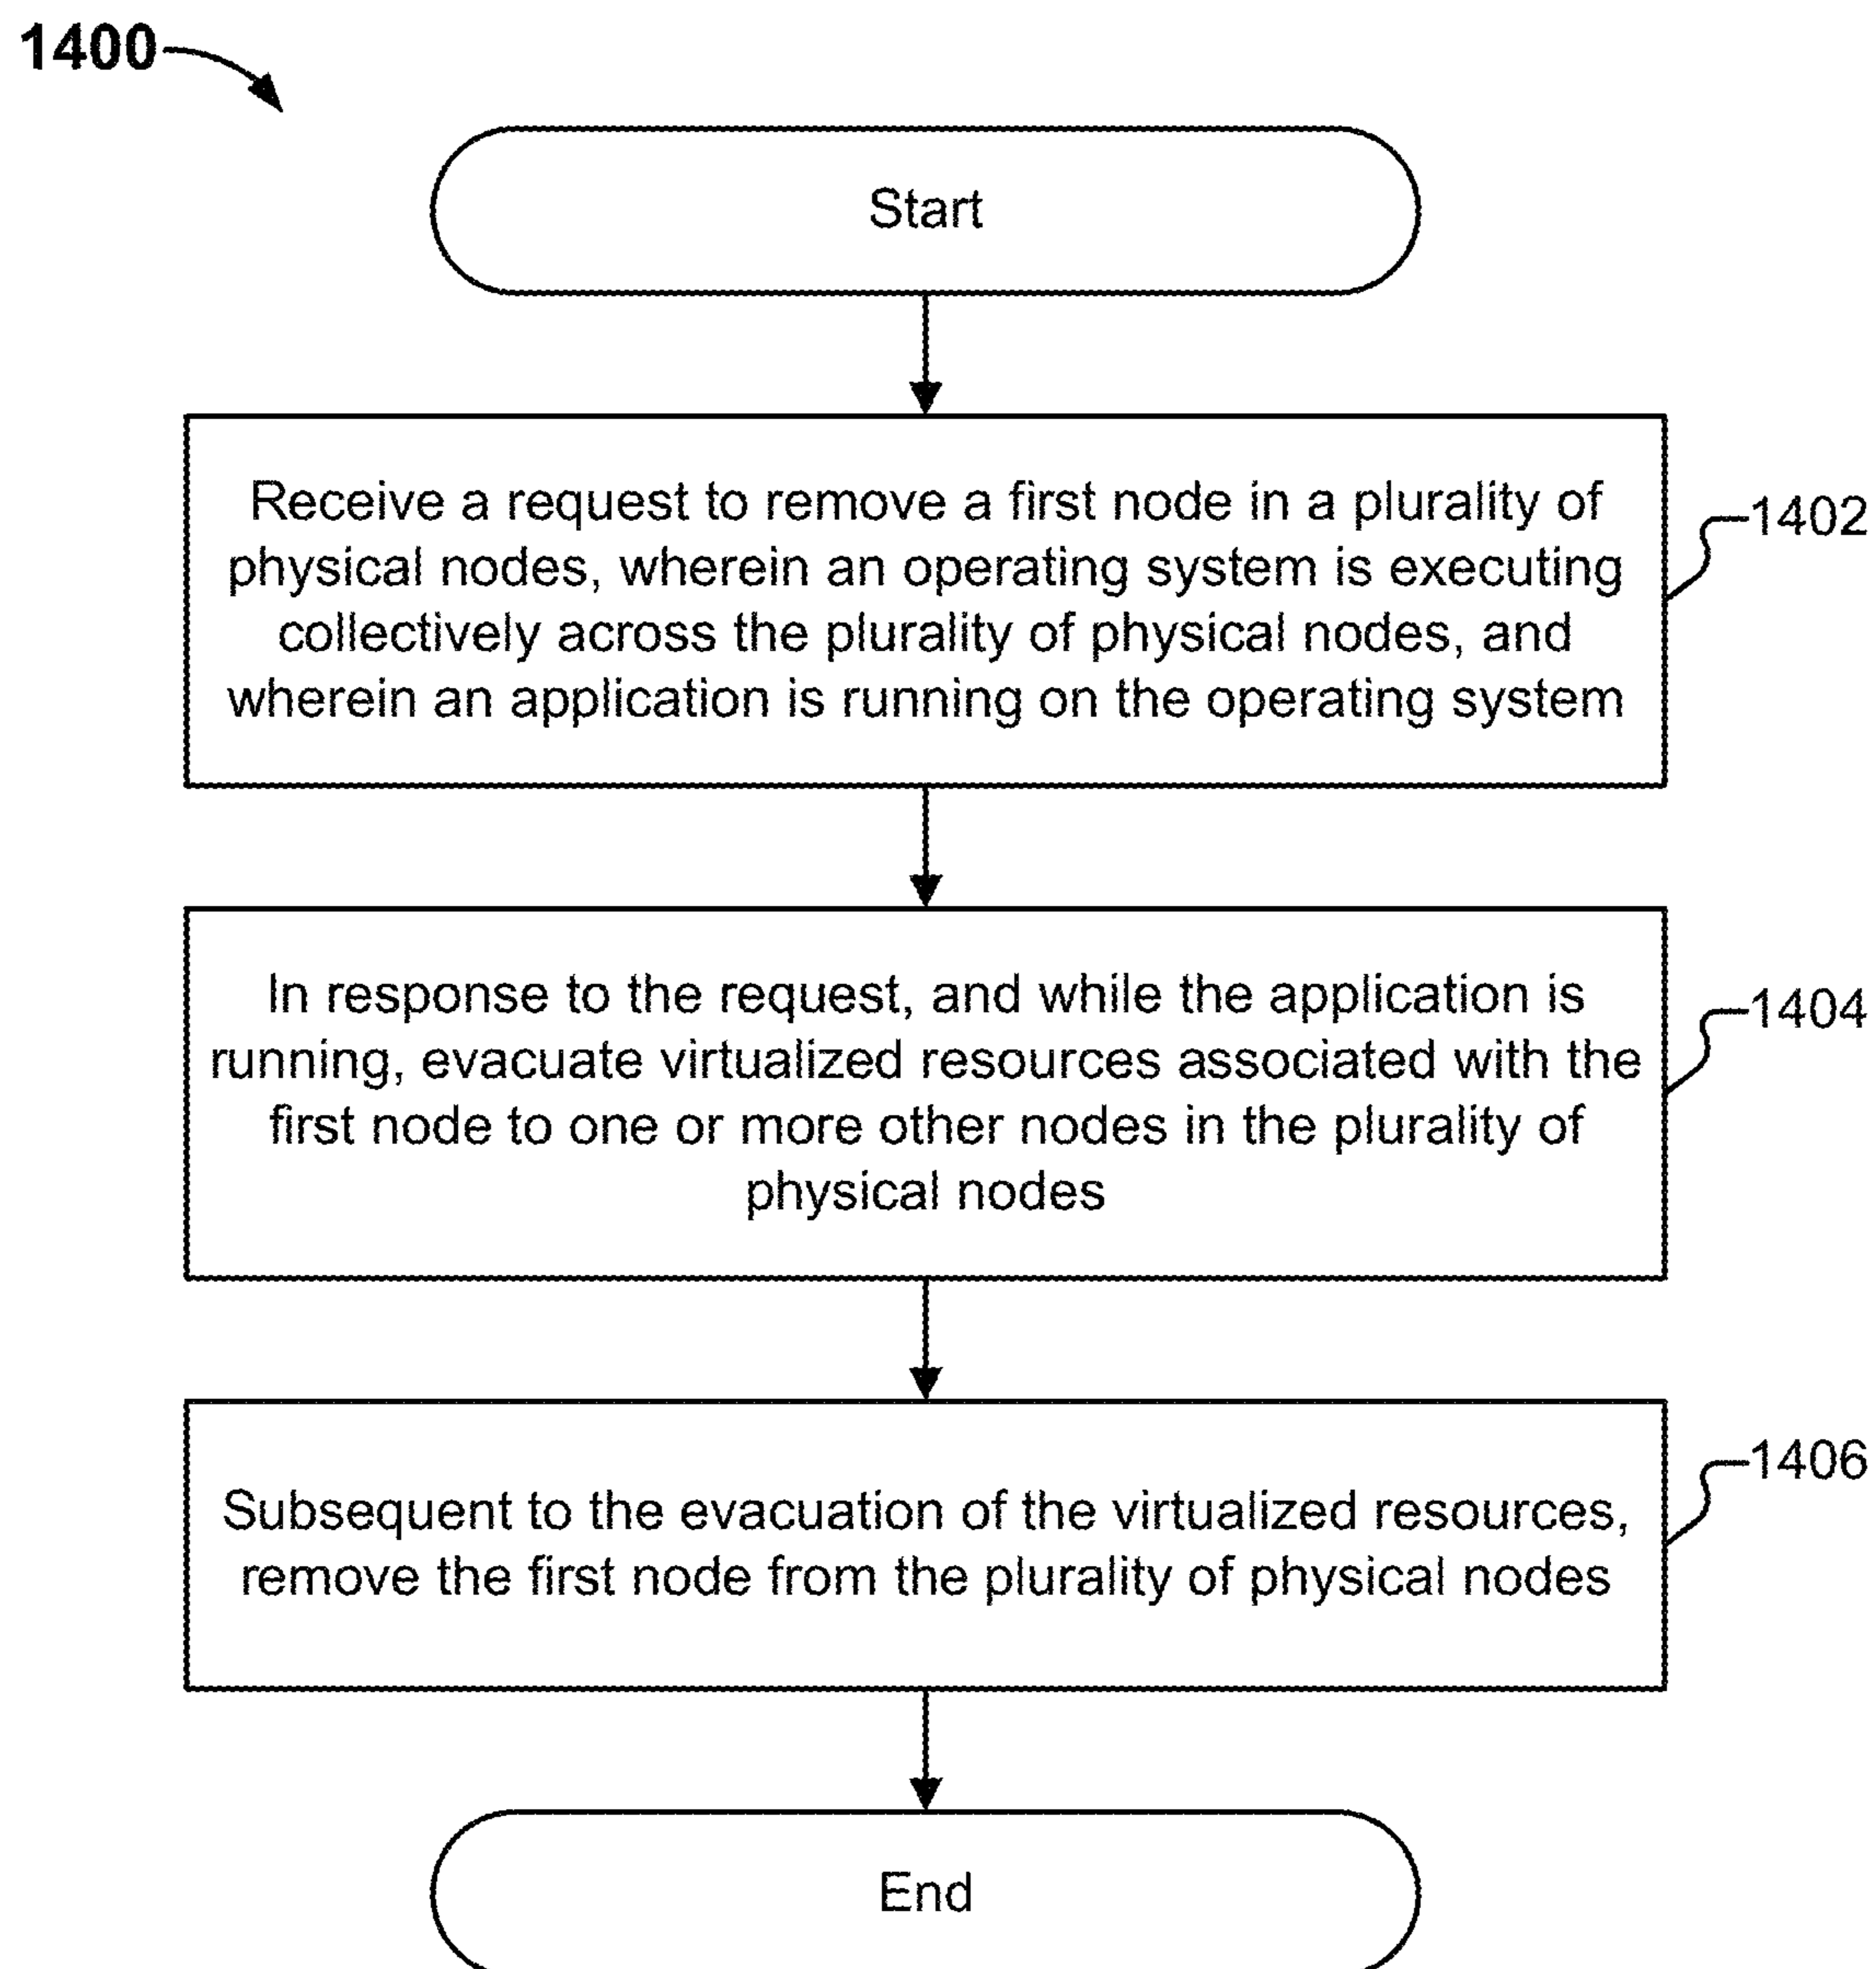 1400
Start
Receive a request to remove a first node in a plurality of
physical nodes, wherein an operating system is executing
collectively across the plurality of physical nodes, and
wherein an application is running on the operating system
1402
In response to the request, and while the application is
running, evacuate virtualized resources associated with the
first node to one or more other nodes in the plurality of
physical nodes
1404
Subsequent to the evacuation of the virtualized resources,
remove the first node from the plurality of physical nodes
1406
End